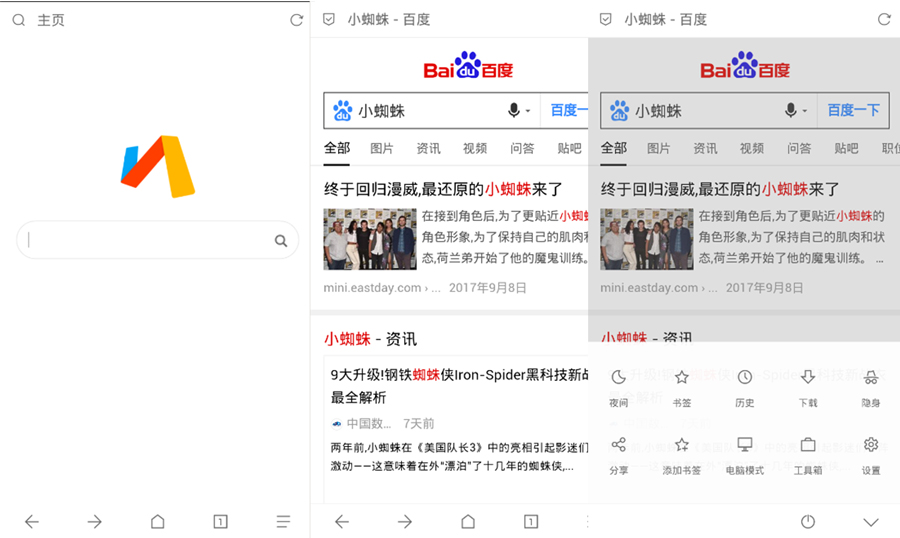 主页
1
小蜘蛛 - 百度
Bai du 百度
du 小蜘蛛 百度一
全部 图片 资讯 视频 问答 贴吧
终于回归漫威,最还原的小蜘蛛来了
在接到角色后,为了更贴近小蜘
角色形象,为了保持自己的肌肉和
态,荷兰弟开始了他的魔鬼训练。
mini.eastday.com › ... 2017年9月8日
小蜘蛛 - 资讯
9大升级!钢铁蜘蛛侠Iron-Spider黑科技新
最全解析
中国数... 7天前
两年前,小蜘蛛在《美国队长3》中的亮相引起影迷们
激动——这意味着在外“漂泊”了十几年的蜘蛛侠,...
1
小蜘蛛 - 百度
Bai du 百度
du 小蜘蛛 百度一下
全部 图片 资讯 视频 问答 贴吧 职
终于回归漫威,最还原的小蜘蛛来了
在接到角色后,为了更贴近小蜘蛛的
角色形象,为了保持自己的肌肉和状
态,荷兰弟开始了他的魔鬼训练。 ...
mini.eastday.com › ... 2017年9月8日
小蜘蛛 - 资讯
夜间 书签 历史 下载 隐身
分享 添加书签 电脑模式 工具箱 设置